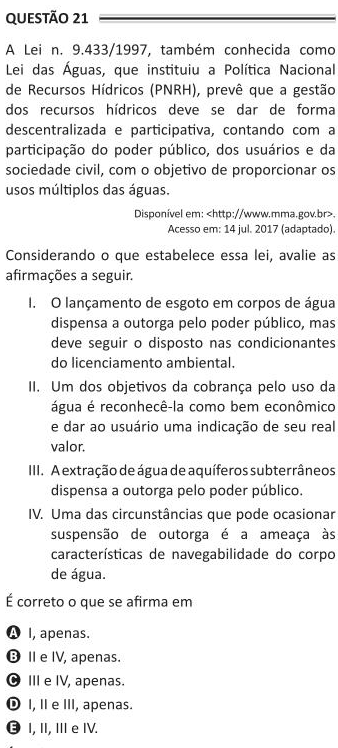 QUESTÃO 21
A Lei n. 9.433/1997, também conhecida como
Lei das Águas, que instituiu a Política Nacional
de Recursos Hídricos (PNRH), prevê que a gestão
dos recursos hídricos deve se dar de forma
descentralizada e participativa, contando com a
participação do poder público, dos usuários e da
sociedade civil, com o objetivo de proporcionar os
usos múltiplos das águas.
Disponível em: <http://www.mma.gov.br>.
Acesso em: 14 jul. 2017 (adaptado).
Considerando o que estabelece essa lei, avalie as
afirmações a seguir.
I. O lançamento de esgoto em corpos de água
dispensa a outorga pelo poder público, mas
deve seguir o disposto nas condicionantes
do licenciamento ambiental.
II. Um dos objetivos da cobrança pelo uso da
água é reconhecê-la como bem econômico
e dar ao usuário uma indicação de seu real
valor.
III. A extração de água de aquíferos subterrâneos
dispensa a outorga pelo poder público.
IV. Uma das circunstâncias que pode ocasionar
suspensão de outorga é a ameaça às
características de navegabilidade do corpo
de água.
É correto o que se afirma em
A I, apenas.
B II e IV, apenas.
C III e IV, apenas.
D I, II e III, apenas.
E I, II, III e IV.